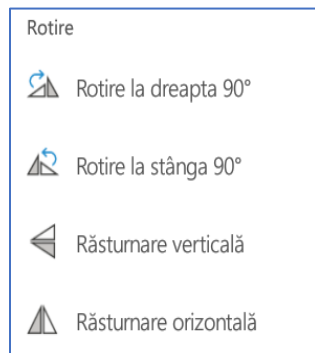 Rotire
Rotire la dreapta 90°
Rotire la stânga 90°
Răsturnare verticală
Răsturnare orizontală